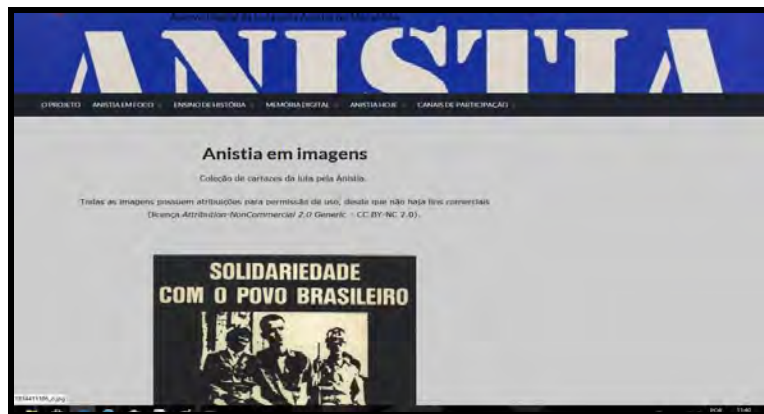 ANISTIA
O PROJETO ANISTIA EM FOCO ENSINO DE HISTÓRIA MEMÓRIA DIGITAL ANISTIA HOJE CANAIS DE PARTICIPAÇÃO
Anistia em imagens
Coleção de cartazes da luta pela Anistia.
Todas as imagens possuem atribuições para permissão de uso, desde que não haja fins comerciais
(licença Attribution-NonCommercial 2.0 Generic - CC BY-NC 2.0).
SOLIDARIEDADE
COM O POVO BRASILEIRO
11:40